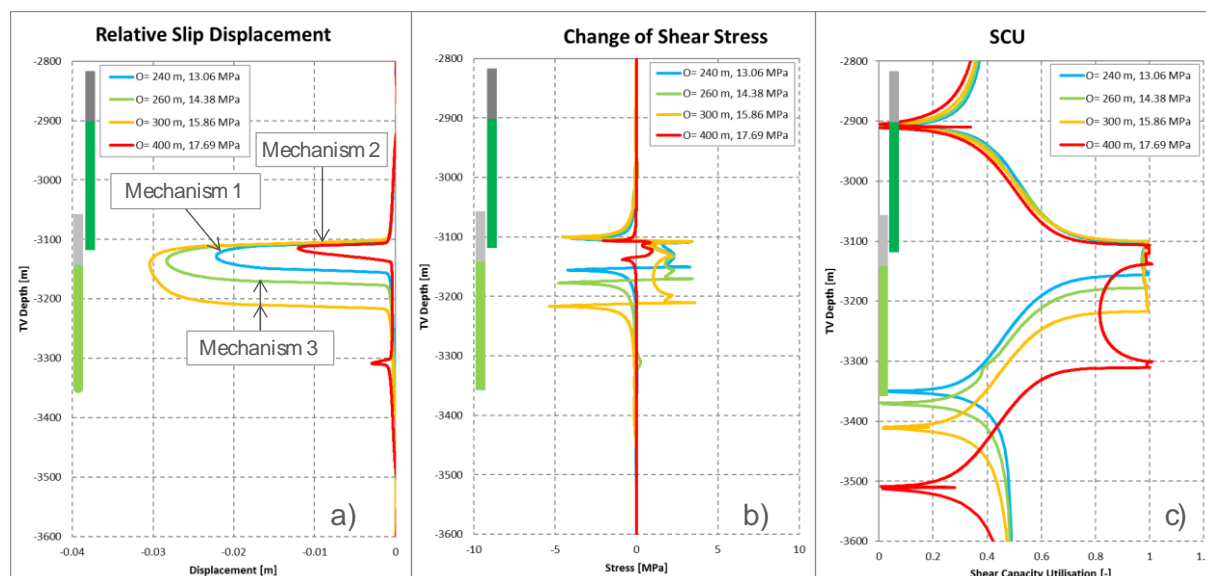 Relative Slip Displacement
O= 240 m, 13.06 MPa
O= 260 m, 14.38 MPa
O= 300 m, 15.86 MPa
O= 400 m, 17.69 MPa
Mechanism 2
Mechanism 1
Mechanism 3
TV Depth [m]
-2800
-2900
-3000
-3100
-3200
-3300
-3400
-3500
-3600
-0.04
-0.03
-0.02
-0.01
0
Displacement [m]
a)
Change of Shear Stress
O= 240 m, 13.06 MPa
O= 260 m, 14.38 MPa
O= 300 m, 15.86 MPa
O= 400 m, 17.69 MPa
TV Depth [m]
-2800
-2900
-3000
-3100
-3200
-3300
-3400
-3500
-3600
-10
-5
0
5
10
Stress [MPa]
b)
SCU
O= 240 m, 13.06 MPa
O= 260 m, 14.38 MPa
O= 300 m, 15.86 MPa
O= 400 m, 17.69 MPa
TV Depth [m]
-2800
-2900
-3000
-3100
-3200
-3300
-3400
-3500
-3600
0
0.2
0.4
0.6
0.8
1
Shear Capacity Utilisation [-]
c)